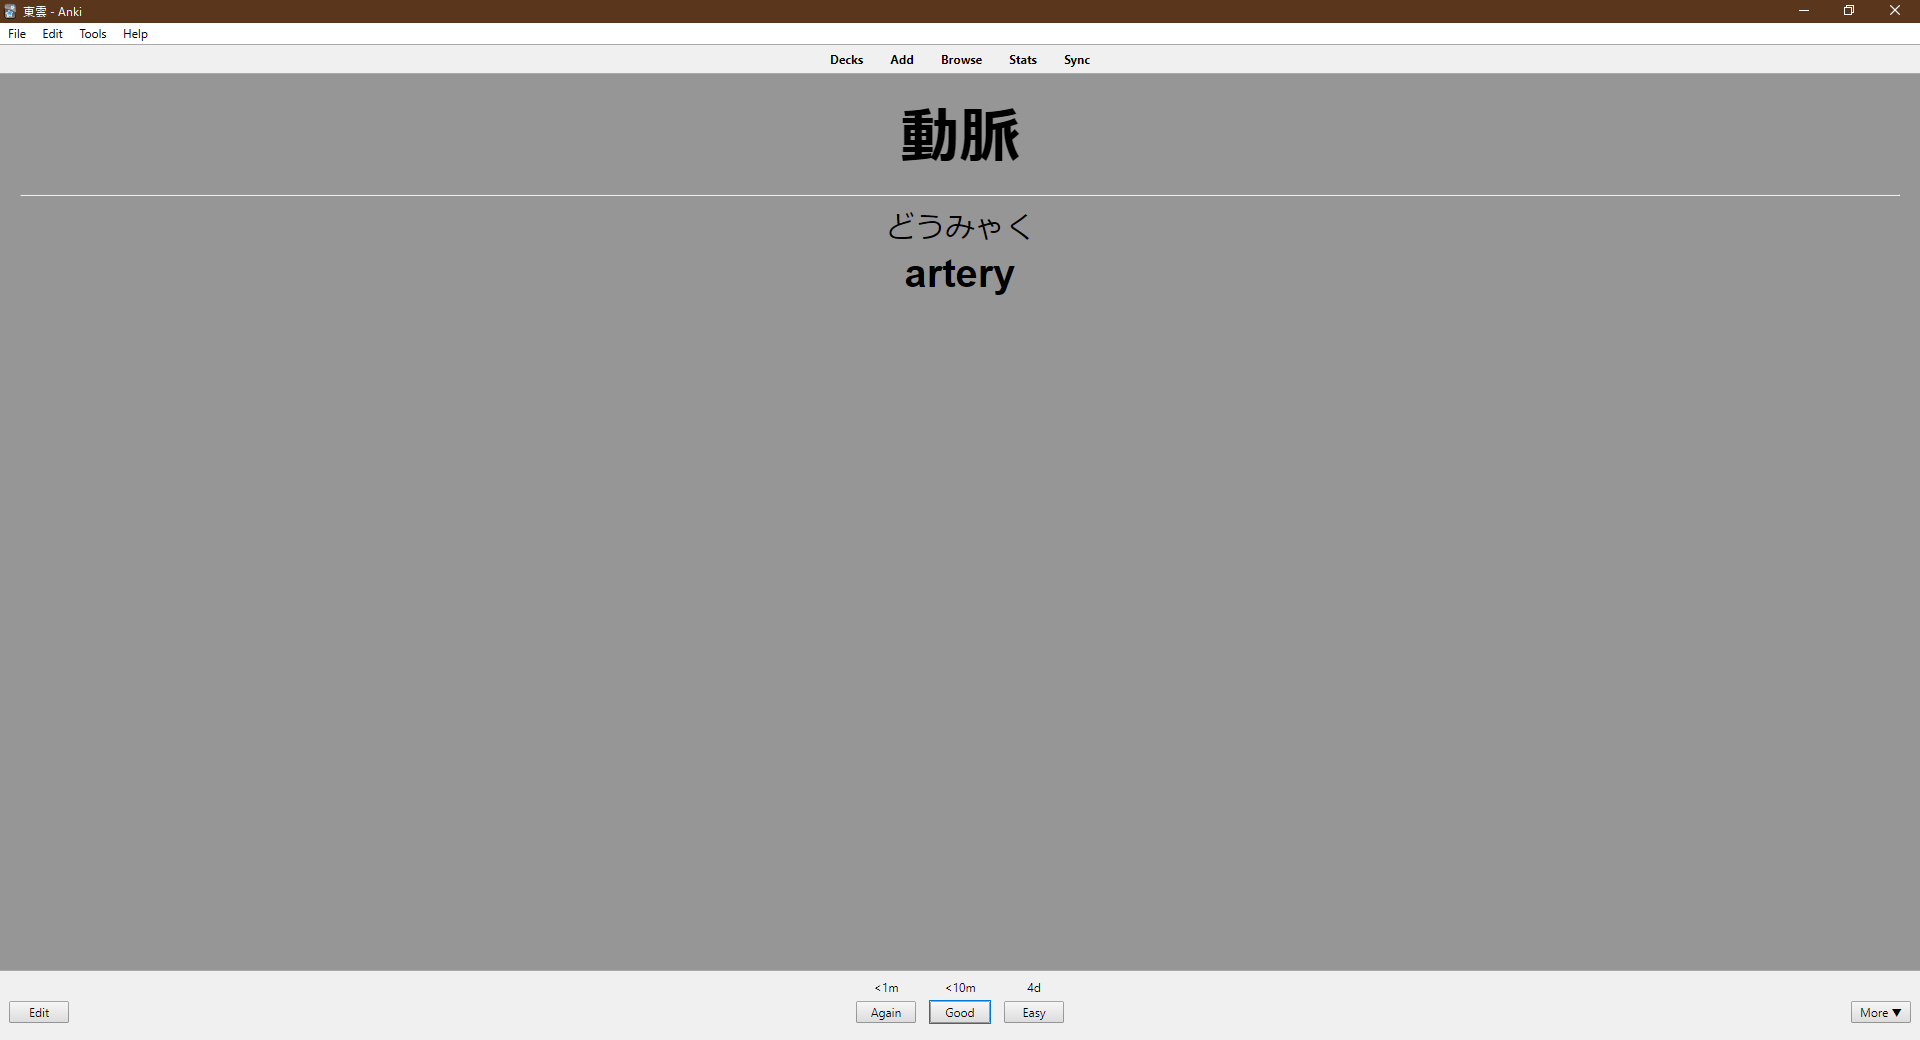 東雲 - Anki
File Edit Tools Help
Decks Add Browse Stats Sync
動脈
どうみゃく
artery
<1m <10m 4d
Edit Again Good Easy More ▼